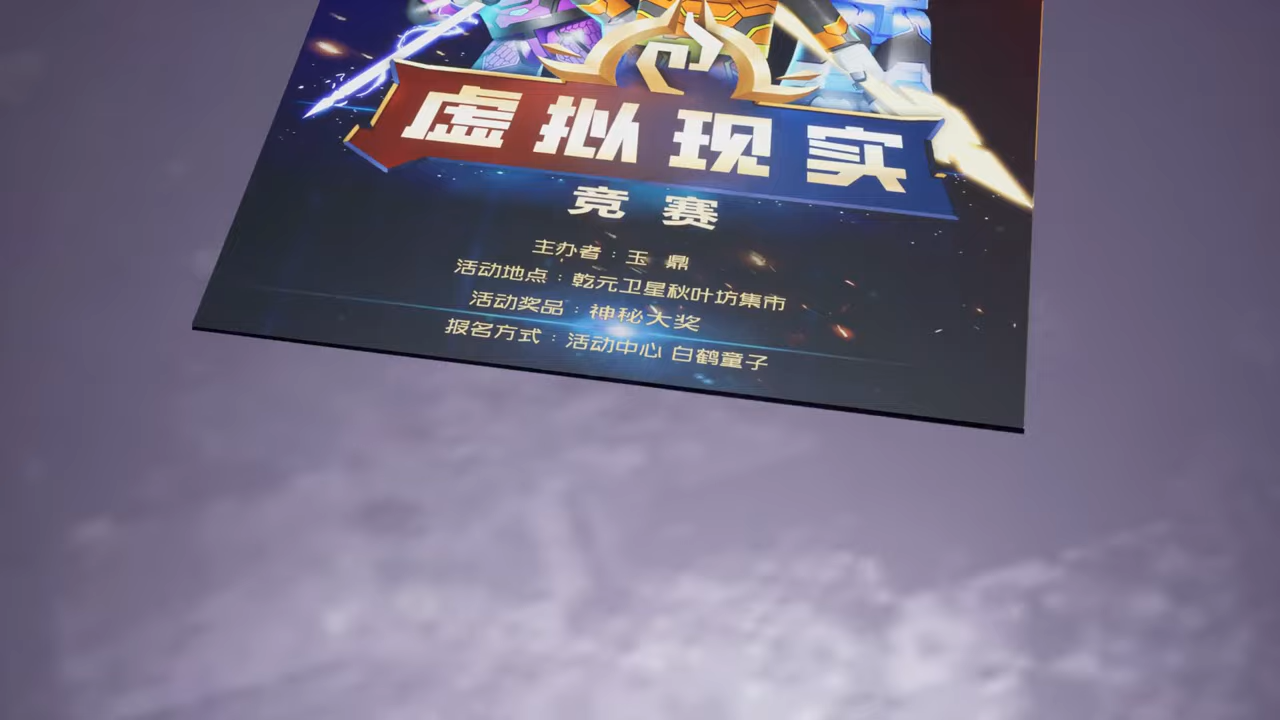 虚拟现实
竞赛
主办者：玉 鼎
活动地点：乾元卫星秋叶坊集市
活动奖品：神秘大奖
报名方式：活动中心 白鹤童子